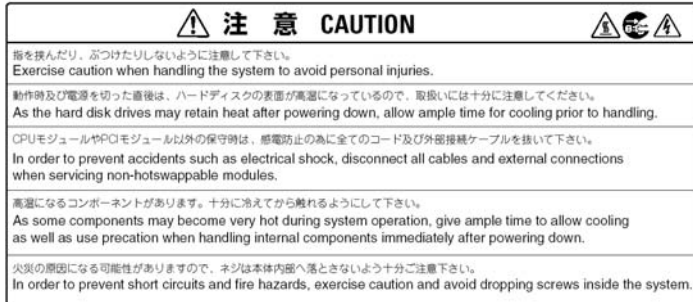 注 意 CAUTION
指を挟んだり、ぶつけたりしないように注意して下さい。
Exercise caution when handling the system to avoid personal injuries.
動作時及び電源を切った直後は、ハードディスクの表面が高温になっているので、取扱いには十分に注意してください。
As the hard disk drives may retain heat after powering down, allow ample time for cooling prior to handling.
CPUモジュールやPCIモジュール以外の保守時は、感電防止の為に全てのコード及び外部接続ケーブルを抜いて下さい。
In order to prevent accidents such as electrical shock, disconnect all cables and external connections
when servicing non-hotswappable modules.
高温になるコンポーネントがあります。十分に冷えてから触れるようにして下さい。
As some components may become very hot during system operation, give ample time to allow cooling
as well as use precation when handling internal components immediately after powering down.
火災の原因になる可能性がありますので、ネジは本体内部へ落とさないよう十分ご注意下さい。
In order to prevent short circuits and fire hazards, exercise caution and avoid dropping screws inside the system.